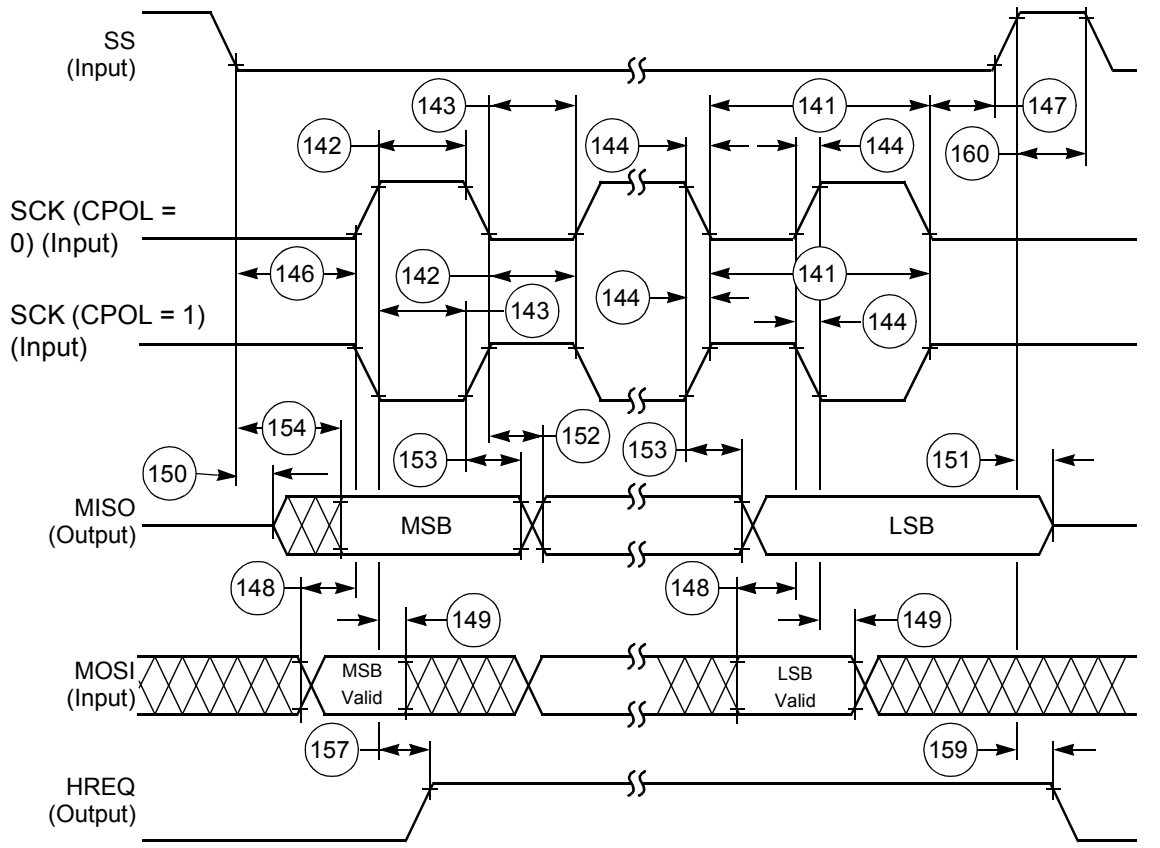 SS
(Input)
143
141
147
142
144
144
160
SCK (CPOL =
0) (Input)
146
142
141
144
SCK (CPOL = 1)
(Input)
143
144
154
152
153
153
150
151
MISO
(Output)
MSB
LSB
148
148
149
149
MOSI
(Input)
MSB
Valid
LSB
Valid
157
159
HREQ
(Output)